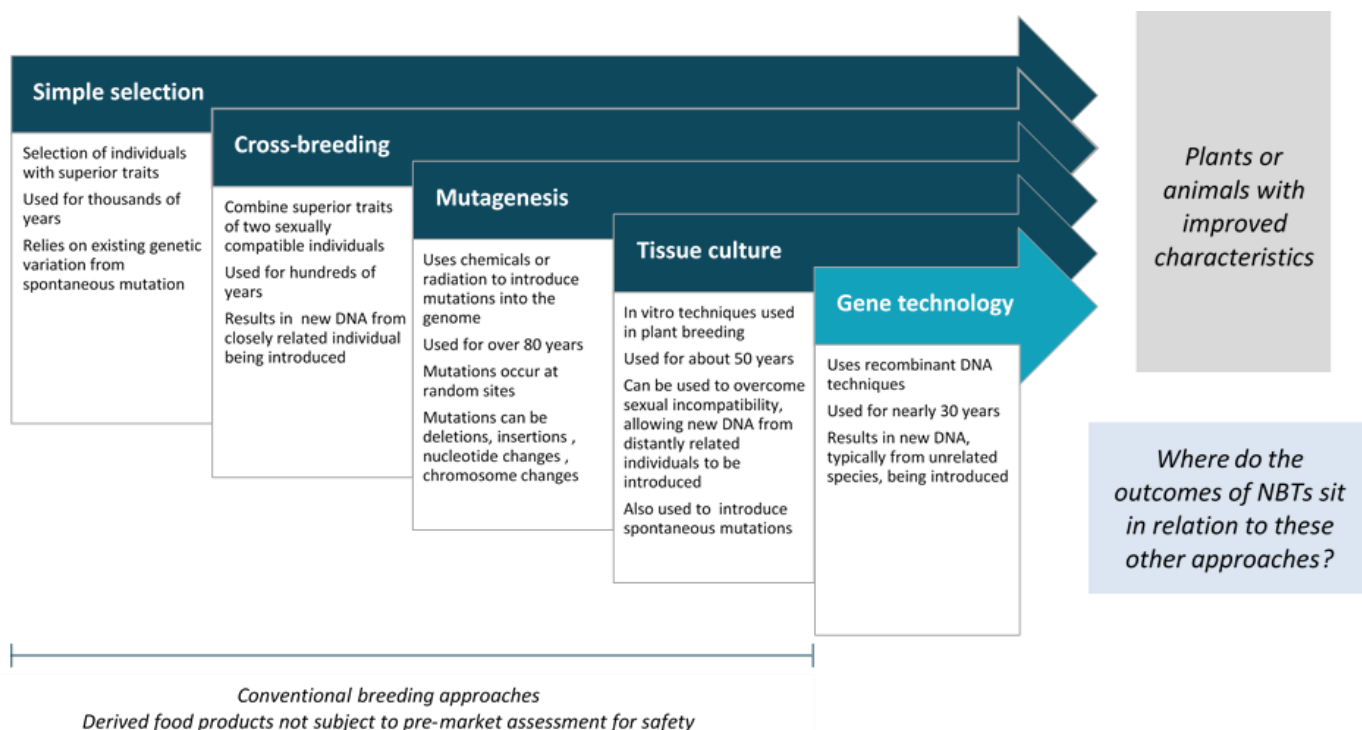 Simple selection
Selection of individuals
with superior traits
Used for thousands of
years
Relies on existing genetic
variation from
spontaneous mutation
Cross-breeding
Combine superior traits
of two sexually
compatible individuals
Used for hundreds of
years
Results in  new DNA from
closely related individual
being introduced
Mutagenesis
Uses chemicals or
radiation to introduce
mutations into the
genome
Used for over 80 years
Mutations occur at
random sites
Mutations can be
deletions, insertions ,
nucleotide changes ,
chromosome changes
Tissue culture
In vitro techniques used
in plant breeding
Used for about 50 years
Can be used to overcome
sexual incompatibility,
allowing new DNA from
distantly related
individuals to be
introduced
Also used to  introduce
spontaneous mutations
Gene technology
Uses recombinant DNA
techniques
Used for nearly 30 years
Results in new DNA,
typically from unrelated
species, being introduced
Plants or
animals with
improved
characteristics
Where do the
outcomes of NBTs sit
in relation to these
other approaches?
Conventional breeding approaches
Derived food products not subject to pre-market assessment for safety